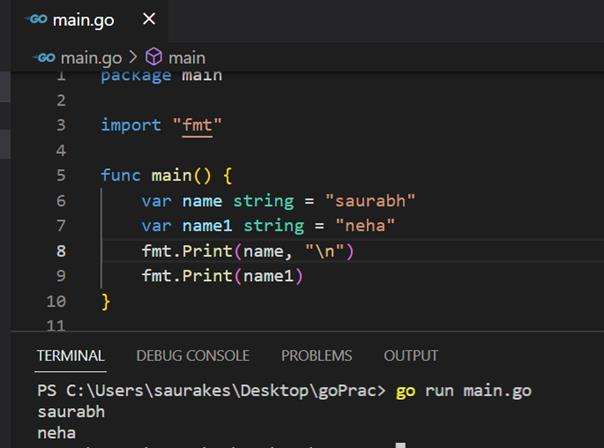 GO main.go ×
GO main.go > main
1 package main
2
3 import "fmt"
4
5 func main() {
6 var name string = "saurabh"
7 var name1 string = "neha"
8 fmt.Print(name, "\n")
9 fmt.Print(name1)
10 }
11
TERMINAL DEBUG CONSOLE PROBLEMS OUTPUT
PS C:\Users\saurakes\Desktop\goPrac> go run main.go
saurabh
neha